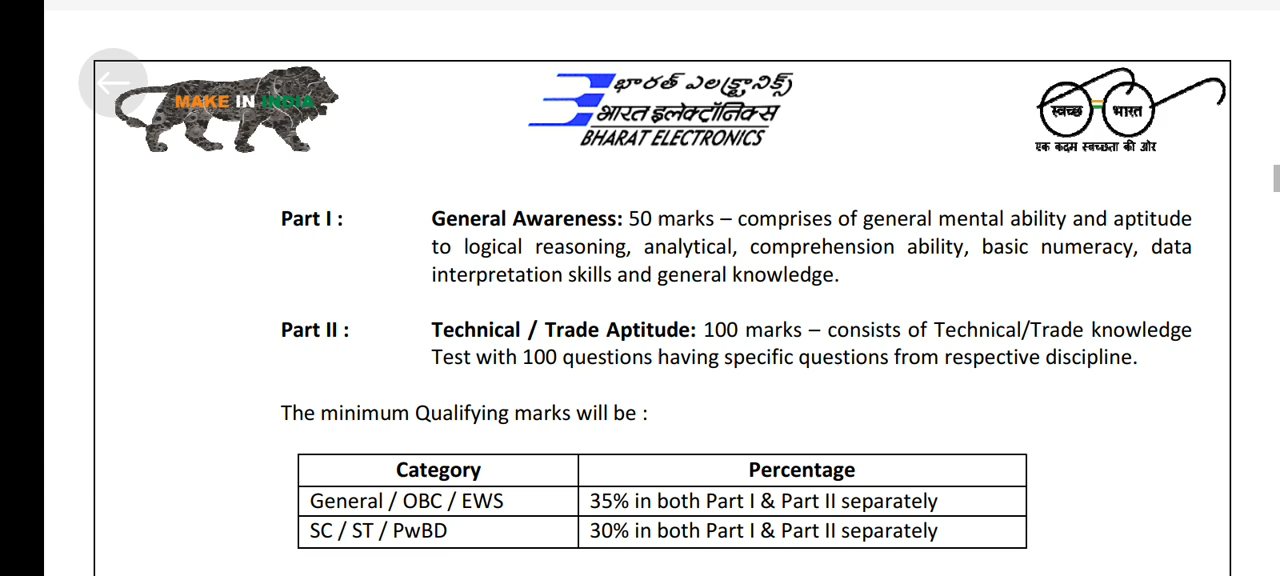 MAKE IN INDIA
భారత్ ఎలక్ట్రానిక్స్
भारत इलेक्ट्रॉनिक्स
BHARAT ELECTRONICS
स्वच्छ भारत
एक कदम स्वच्छता की ओर
Part I : General Awareness: 50 marks – comprises of general mental ability and aptitude
to logical reasoning, analytical, comprehension ability, basic numeracy, data
interpretation skills and general knowledge.
Part II : Technical / Trade Aptitude: 100 marks – consists of Technical/Trade knowledge
Test with 100 questions having specific questions from respective discipline.
The minimum Qualifying marks will be :
Category Percentage
General / OBC / EWS 35% in both Part I & Part II separately
SC / ST / PwBD 30% in both Part I & Part II separately